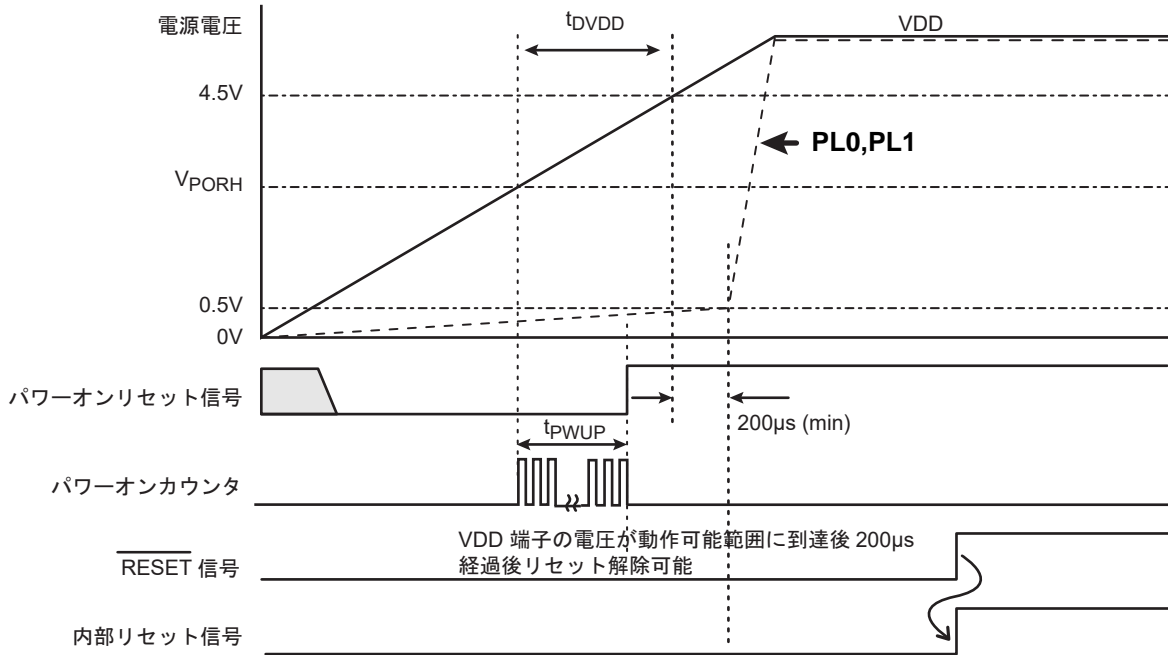 電源電圧
tDVDD
VDD
4.5V
PL0,PL1
VPORH
0.5V
0V
パワーオンリセット信号
200µs (min)
tPWUP
パワーオンカウンタ
VDD 端子の電圧が動作可能範囲に到達後 200µs
経過後リセット解除可能
RESET 信号
内部リセット信号